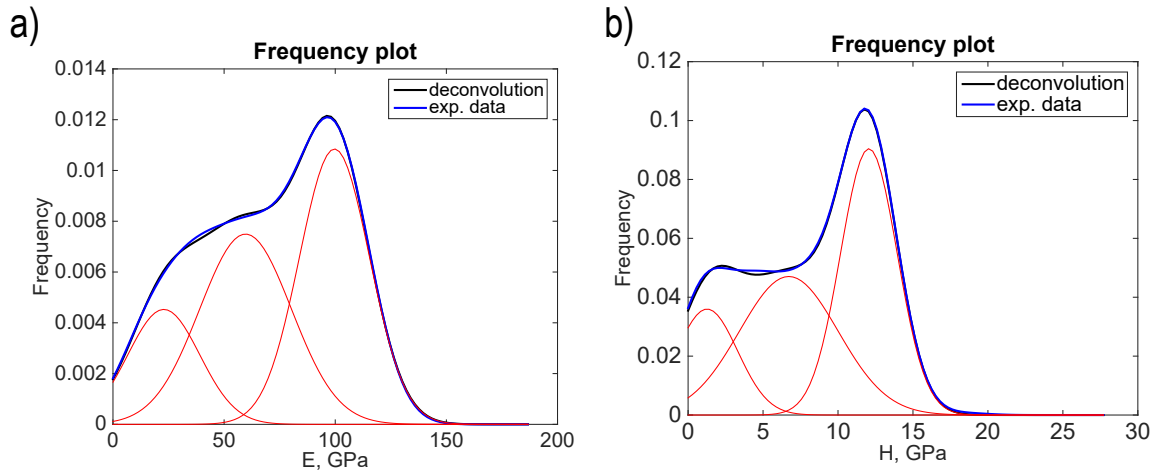 a)
Frequency plot
deconvolution
exp. data
Frequency
0.014
0.012
0.01
0.008
0.006
0.004
0.002
0
0 50 100 150 200
E, GPa
b)
Frequency plot
deconvolution
exp. data
Frequency
0.12
0.1
0.08
0.06
0.04
0.02
0
0 5 10 15 20 25 30
H, GPa